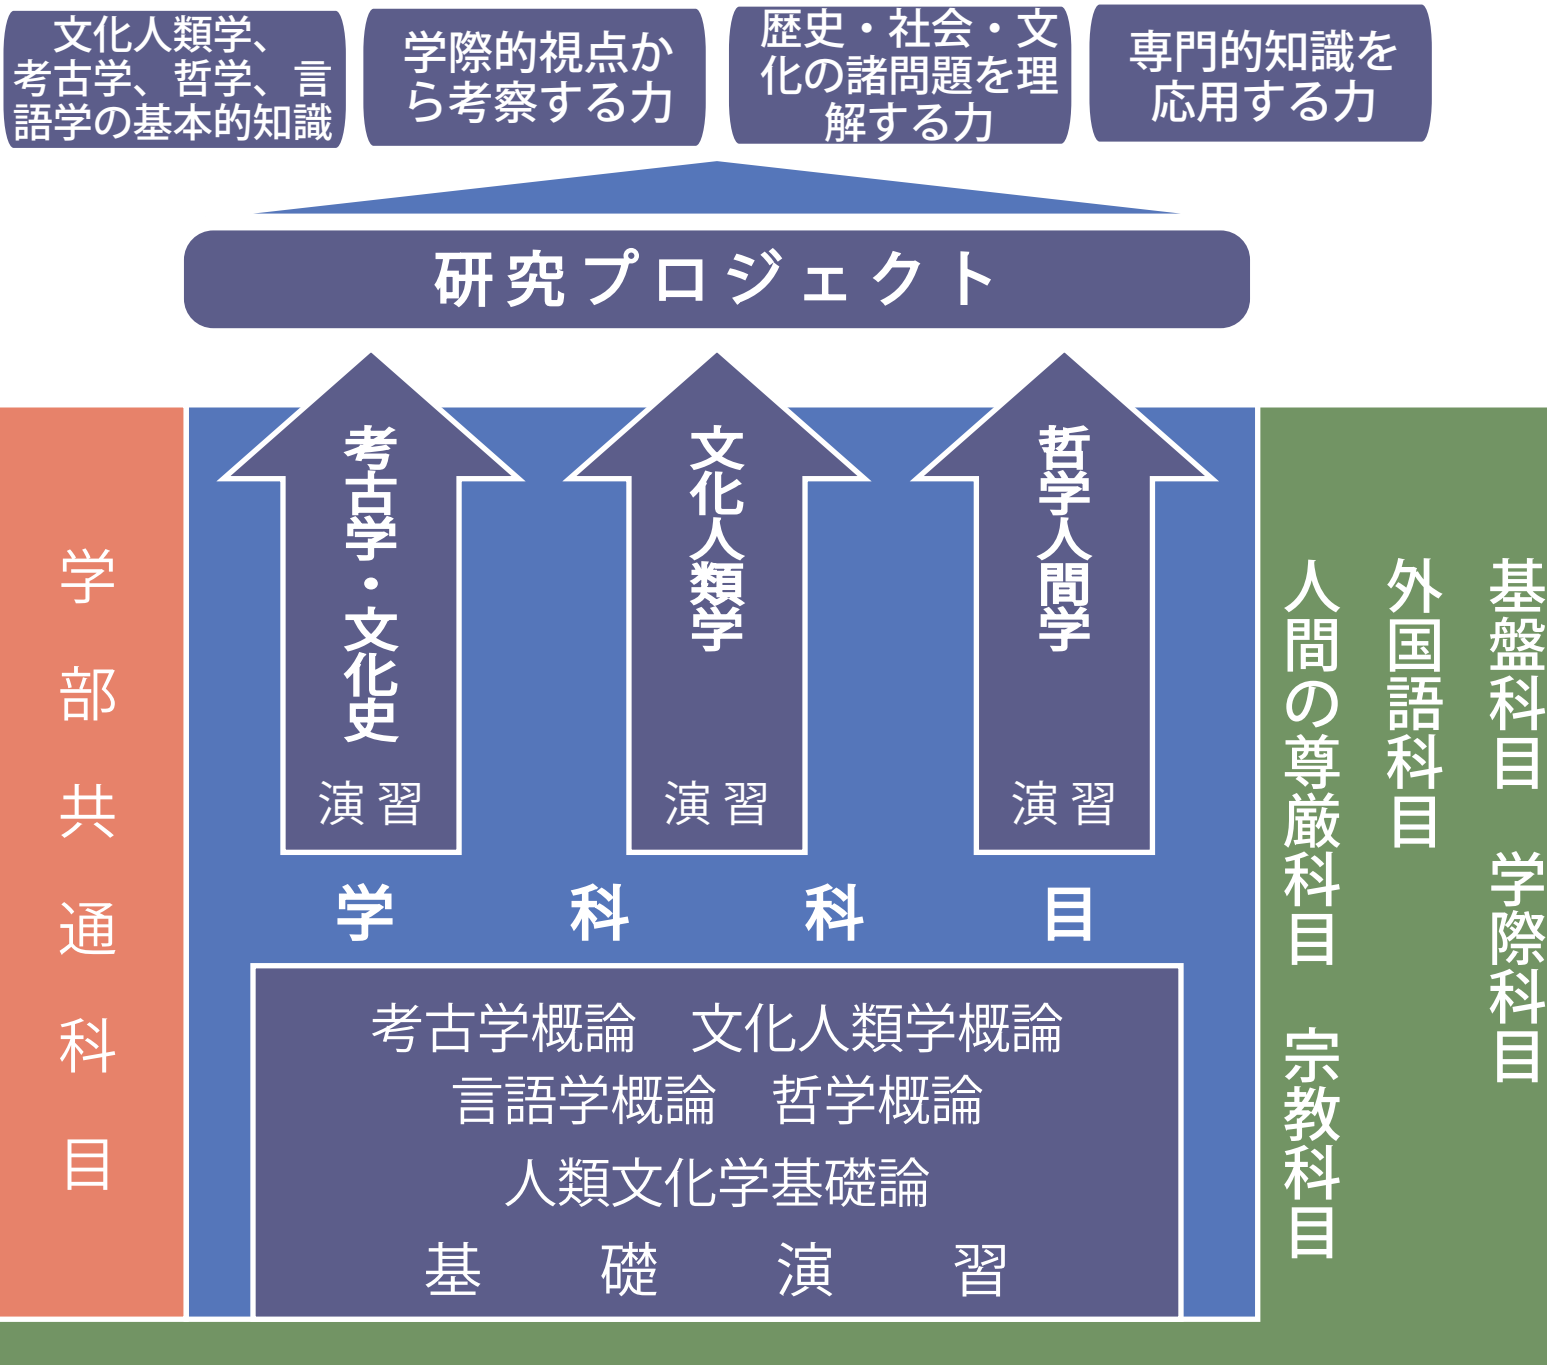 文化人類学、
考古学、哲学、言
語学の基本的知識
学際的視点か
ら考察する力
歴史・社会・文
化の諸問題を理
解する力
専門的知識を
応用する力
研究プロジェクト
考古学・文化史
演習
文化人類学
演習
哲学人間学
演習
学科科目
考古学概論　文化人類学概論
言語学概論　哲学概論
人類文化学基礎論
基礎演習
学部共通科目
基盤科目　学際科目
外国語科目
人間の尊厳科目　宗教科目